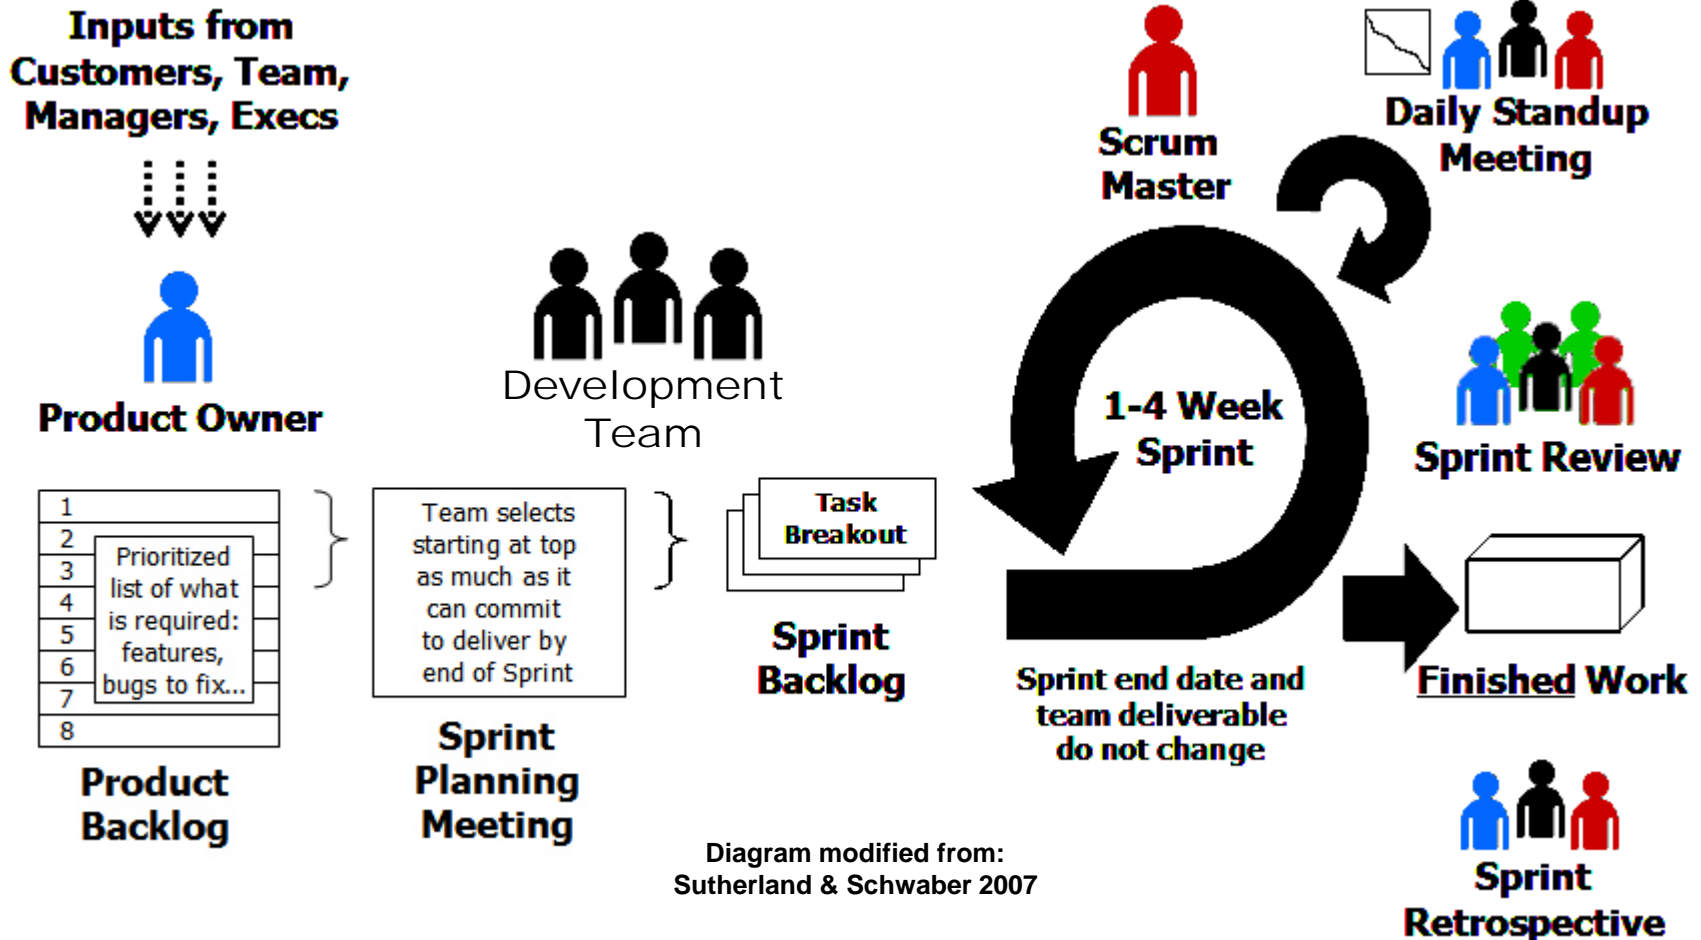 Inputs from
Customers, Team,
Managers, Execs
Product Owner
Development
Team
Scrum
Master
Daily Standup
Meeting
1-4 Week
Sprint
Sprint Review
1
2
3
4
5
6
7
8
Prioritized
list of what
is required:
features,
bugs to fix...
Product
Backlog
Team selects
starting at top
as much as it
can commit
to deliver by
end of Sprint
Sprint
Planning
Meeting
Task
Breakout
Sprint
Backlog
Sprint end date and
team deliverable
do not change
Finished Work
Sprint
Retrospective
Diagram modified from:
Sutherland & Schwaber 2007